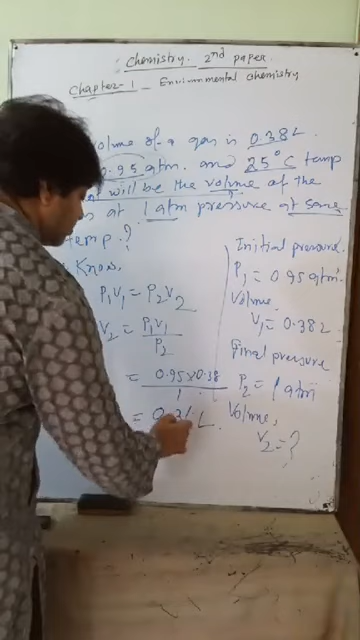 Chemistry. 2nd paper.
Chapter-1 - Environmental Chemistry
olume of a gas is 0.38L.
0.95 atm. and 25°C temp
will be the volume of the
at 1 atm pressure at same
temp.?
Know,
P1V1 = P2V2
V2 = P1V1 / P2
= 0.95 x 0.38 / 1
L
Initial pressure.
P1 = 0.95 atm.
Volume
V1 = 0.38L
Final pressure
P2 = 1 atm
Volume,
V2 = ?